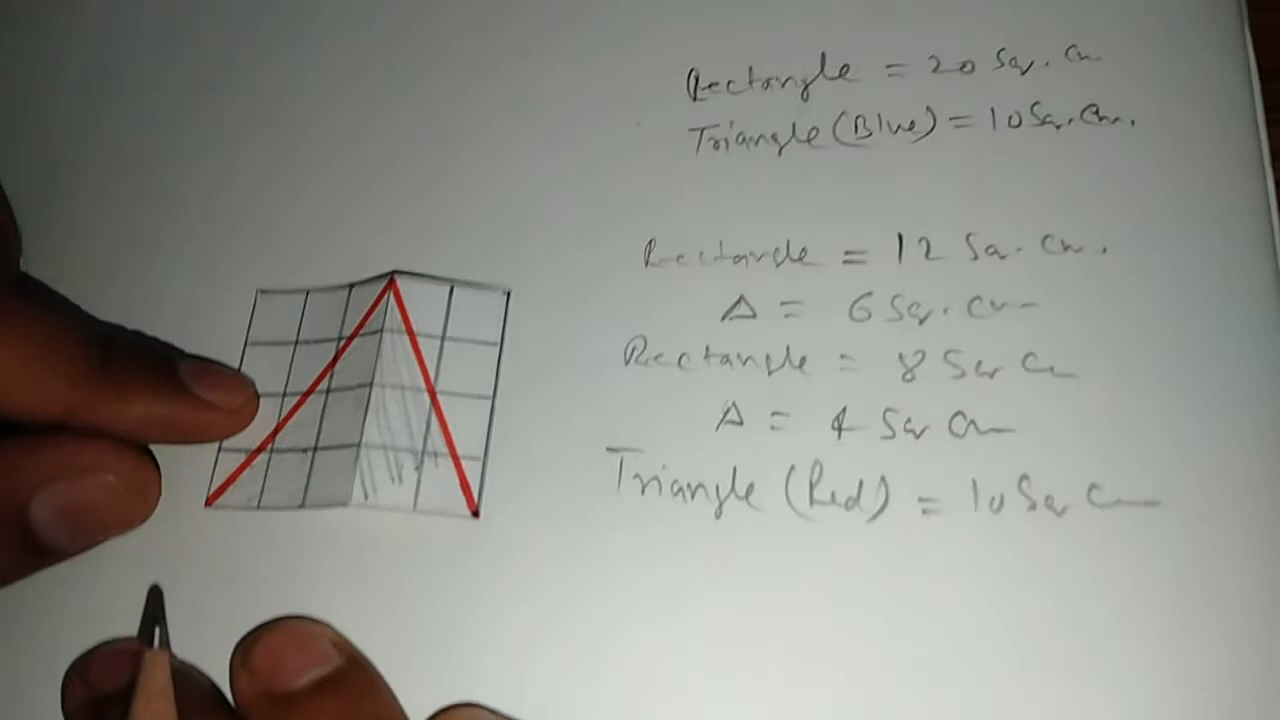 Rectangle = 20 Sq. Cm
Triangle (Blue) = 10 Sq. Cm.
Rectangle = 12 Sq. Cm.
Δ = 6 Sq. cm
Rectangle = 8 Sq Cm
Δ = 4 Sq Cm
Triangle (Red) = 10 Sq Cm